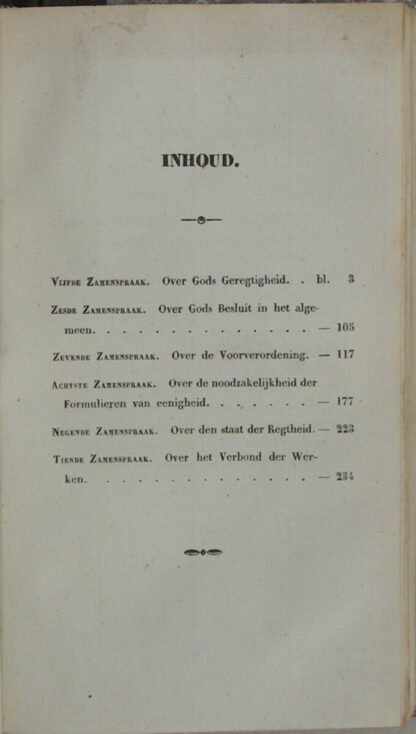 INHOUD.
Vijfde Zamenspraak. Over Gods Geregtigheid. . bl. 3
Zesde Zamenspraak. Over Gods Besluit in het alge-
meen. . . . . . . . . . . . . . — 105
Zevende Zamenspraak. Over de Voorverordening. — 117
Achtste Zamenspraak. Over de noodzakelijkheid der
Formulieren van eenigheid. . . . . . . — 177
Negende Zamenspraak. Over den staat der Regtheid. — 223
Tiende Zamenspraak. Over het Verbond der Wer-
ken. . . . . . . . . . . . . . — 234